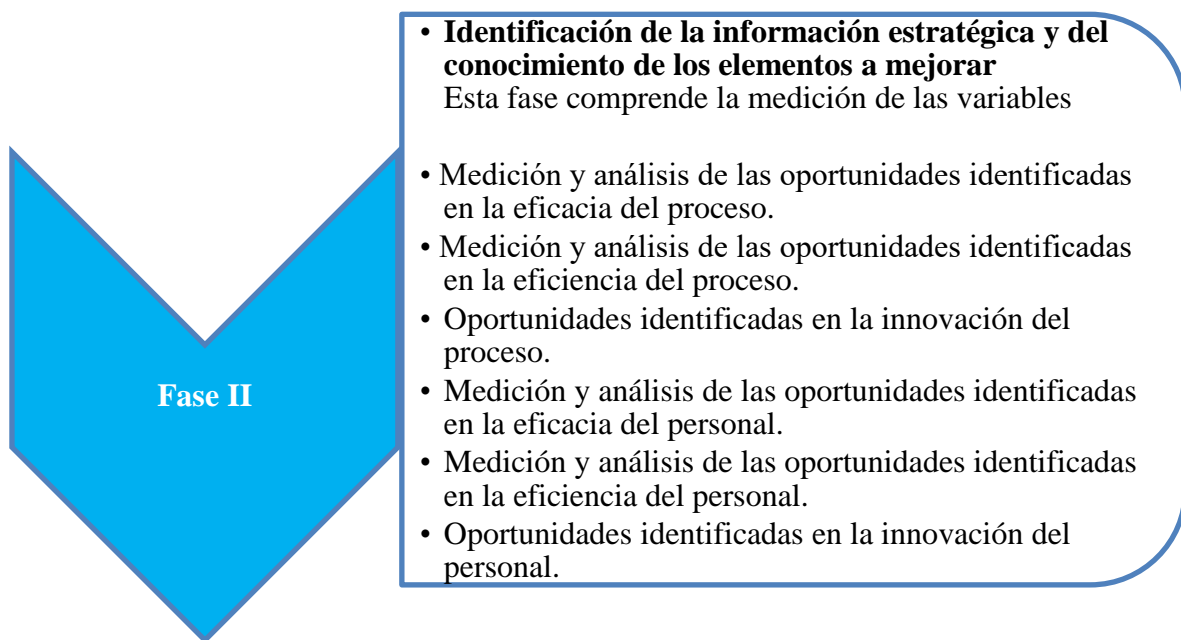 • Identificación de la información estratégica y del
conocimiento de los elementos a mejorar
Esta fase comprende la medición de las variables
• Medición y análisis de las oportunidades identificadas
en la eficacia del proceso.
• Medición y análisis de las oportunidades identificadas
en la eficiencia del proceso.
• Oportunidades identificadas en la innovación del
proceso.
• Medición y análisis de las oportunidades identificadas
en la eficacia del personal.
• Medición y análisis de las oportunidades identificadas
en la eficiencia del personal.
• Oportunidades identificadas en la innovación del
personal.
Fase II